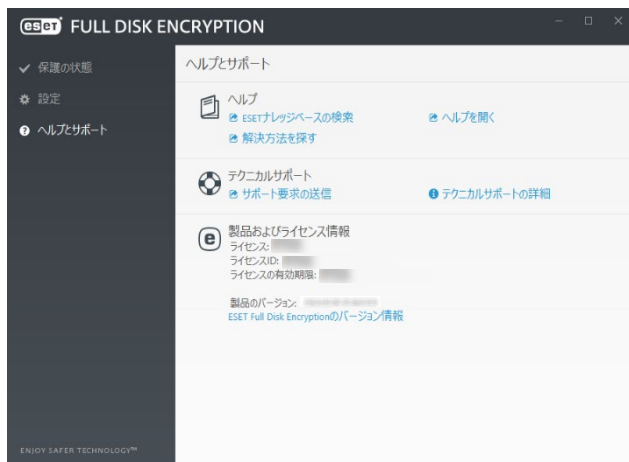 eset FULL DISK ENCRYPTION
保護の状態
設定
ヘルプとサポート
ヘルプとサポート
ヘルプ
ESETナレッジベースの検索
ヘルプを開く
解決方法を探す
テクニカルサポート
サポート要求の送信
テクニカルサポートの詳細
製品およびライセンス情報
ライセンス:
ライセンスID:
ライセンスの有効期限:
製品のバージョン:
ESET Full Disk Encryptionのバージョン情報
ENJOY SAFER TECHNOLOGY™